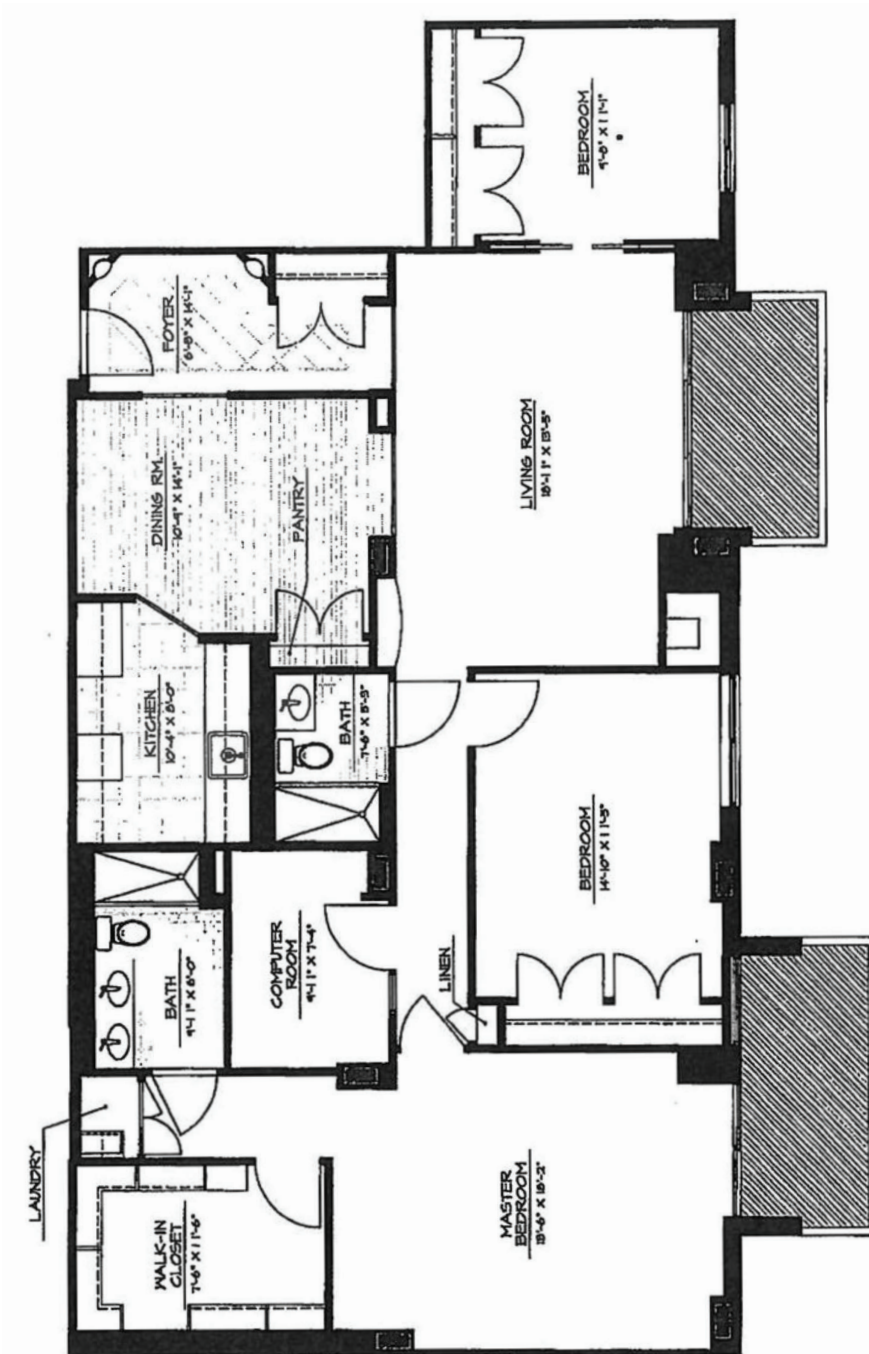 BEDROOM
9'-8" X 11'-1"
FOYER
6'-8" X 14'-1"
DINING RM.
10'-9" X 14'-1"
PANTRY
LIVING ROOM
18'-11" X 13'-5"
KITCHEN
10'-4" X 8'-0"
BATH
7'-6" X 5'-3"
BEDROOM
14'-10" X 11'-5"
COMPUTER
ROOM
9'-11" X 7'-4"
LINEN
BATH
9'-11" X 6'-0"
LAUNDRY
MASTER
BEDROOM
13'-6" X 18'-2"
WALK-IN
CLOSET
7'-6" X 11'-6"